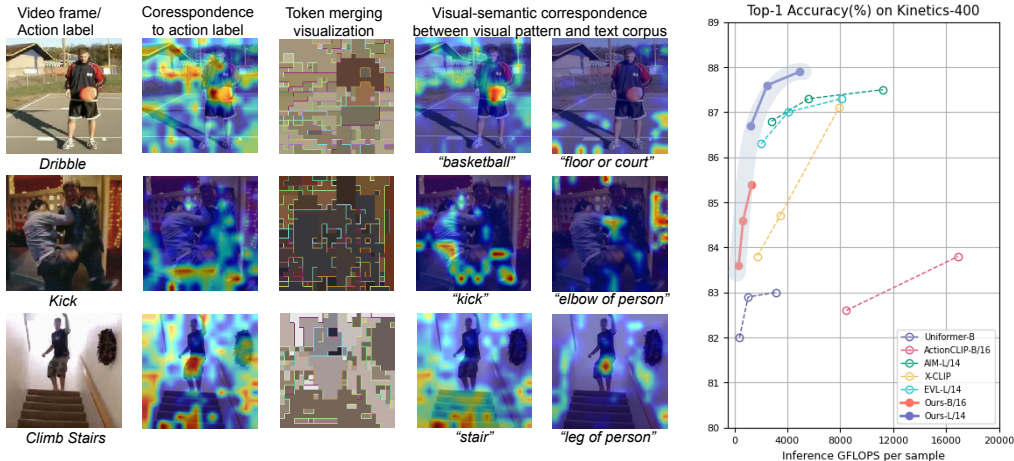 Video frame/
Action label
Coresspondence
to action label
Token merging
visualization
Visual-semantic correspondence
between visual pattern and text corpus
Dribble
"basketball"
"floor or court"
Kick
"kick"
"elbow of person"
Climb Stairs
"stair"
"leg of person"
Top-1 Accuracy(%) on Kinetics-400
89
88
87
86
85
84
83
82
81
80
Uniformer-B
ActionCLIP-B/16
AIM-L/14
X-CLIP
EVL-L/14
Ours-B/16
Ours-L/14
0
4000
8000
12000
16000
20000
Inference GFLOPS per sample